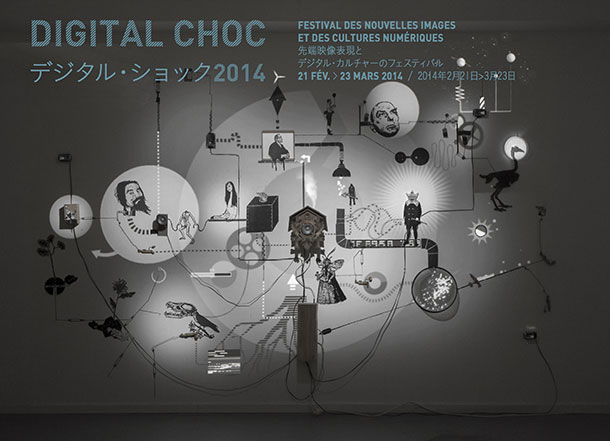 DIGITAL CHOC
デジタル・ショック2014
FESTIVAL DES NOUVELLES IMAGES
ET DES CULTURES NUMÉRIQUES
先端映像表現と
デジタル・カルチャーのフェスティバル
21 FÉV. > 23 MARS 2014 / 2014年2月21日>3月23日